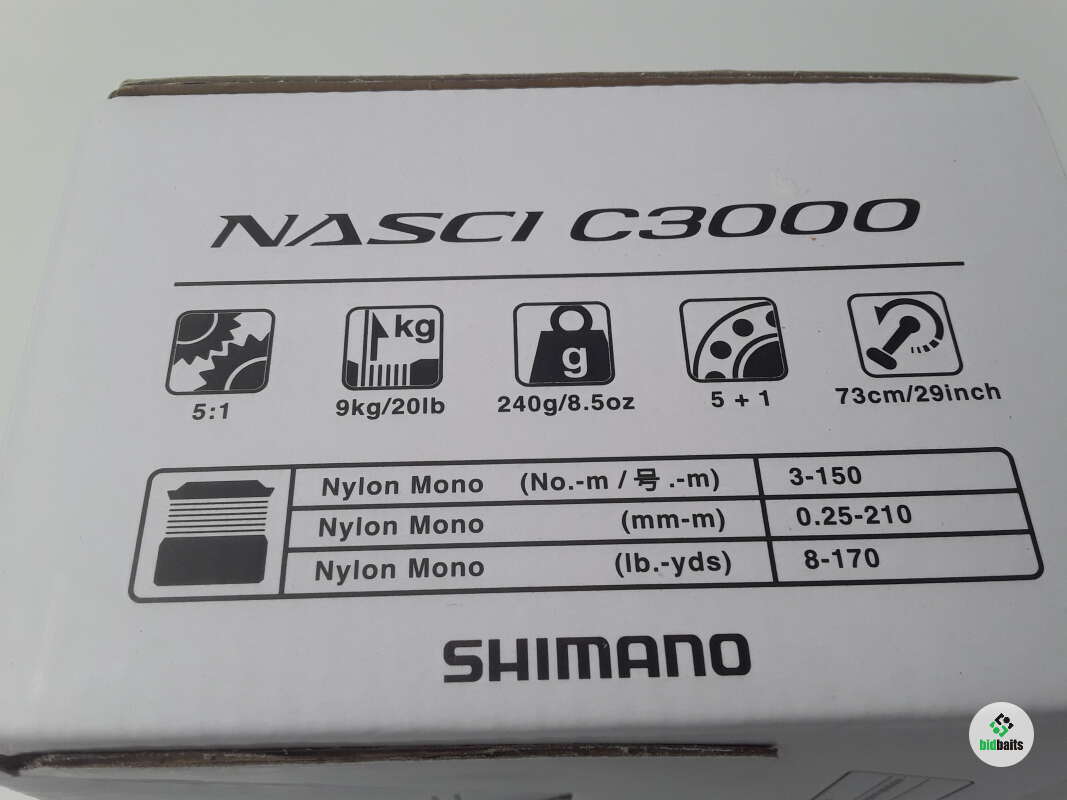 NASCI C3000
kg
g
5:1
9kg/20lb
240g/8.5oz
5 + 1
73cm/29inch
Nylon Mono (No.-m / 号.-m) 3-150
Nylon Mono (mm-m) 0.25-210
Nylon Mono (lb.-yds) 8-170
SHIMANO
bidbaits